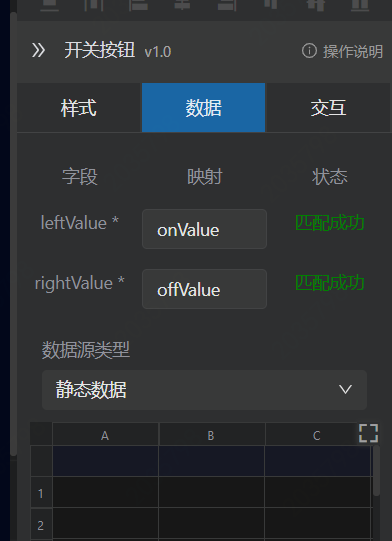 开关按钮 v1.0 操作说明
样式 数据 交互
字段 映射 状态
leftValue * onValue 匹配成功
rightValue * offValue 匹配成功
数据源类型
静态数据
A B C
1
2